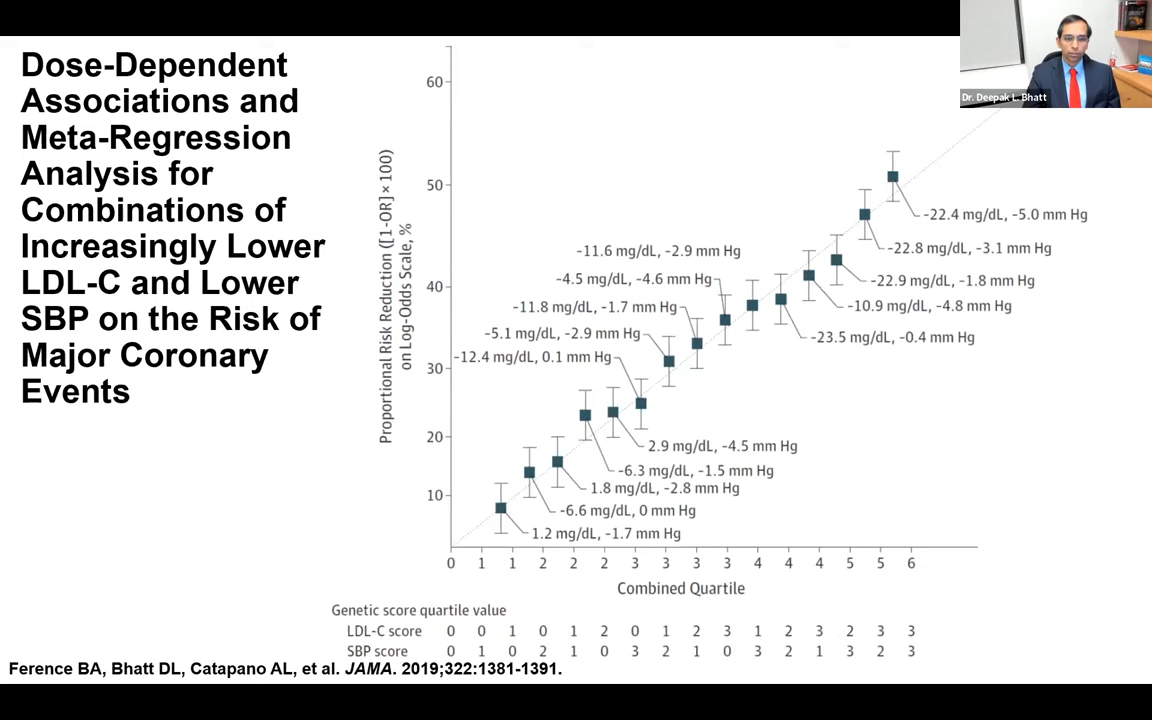 Dose-Dependent
Associations and
Meta-Regression
Analysis for
Combinations of
Increasingly Lower
LDL-C and Lower
SBP on the Risk of
Major Coronary
Events
Dr. Deepak L. Bhatt
Proportional Risk Reduction ([1-OR] × 100)
on Log-Odds Scale, %
60
50
40
30
20
10
-22.4 mg/dL, -5.0 mm Hg
-22.8 mg/dL, -3.1 mm Hg
-22.9 mg/dL, -1.8 mm Hg
-10.9 mg/dL, -4.8 mm Hg
-23.5 mg/dL, -0.4 mm Hg
-11.6 mg/dL, -2.9 mm Hg
-4.5 mg/dL, -4.6 mm Hg
-11.8 mg/dL, -1.7 mm Hg
-5.1 mg/dL, -2.9 mm Hg
-12.4 mg/dL, 0.1 mm Hg
2.9 mg/dL, -4.5 mm Hg
-6.3 mg/dL, -1.5 mm Hg
1.8 mg/dL, -2.8 mm Hg
-6.6 mg/dL, 0 mm Hg
1.2 mg/dL, -1.7 mm Hg
0 1 1 2 2 2 3 3 3 3 4 4 4 5 5 6
Combined Quartile
Genetic score quartile value
LDL-C score 0 0 1 0 1 2 0 1 2 3 1 2 3 2 3 3
SBP score 0 1 0 2 1 0 3 2 1 0 3 2 1 3 2 3
Ference BA, Bhatt DL, Catapano AL, et al. JAMA. 2019;322:1381-1391.